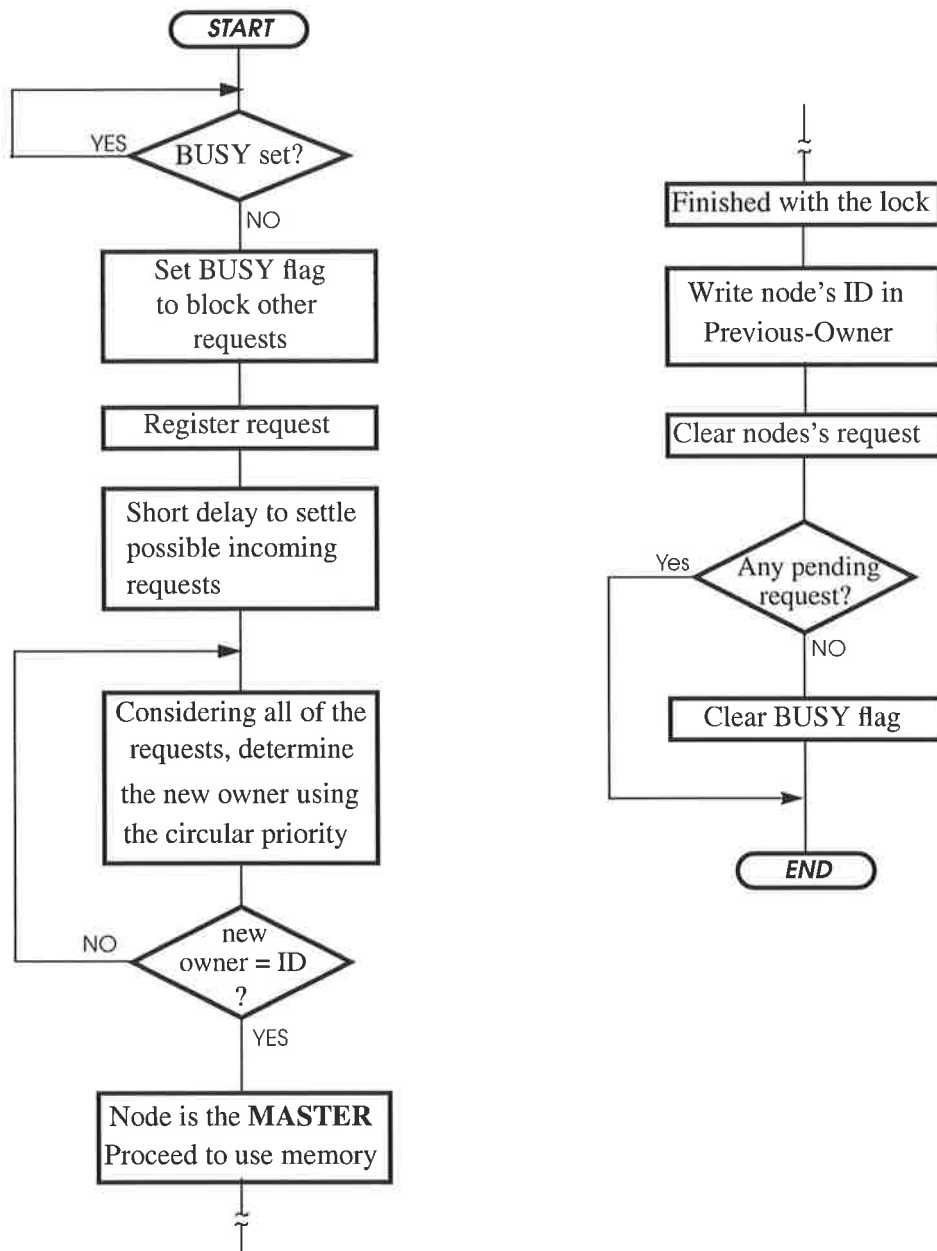 START
YES
BUSY set?
NO
Set BUSY flag
to block other
requests
Register request
Short delay to settle
possible incoming
requests
Considering all of the
requests, determine
the new owner using
the circular priority
NO
new
owner = ID
?
YES
Node is the MASTER
Proceed to use memory
Finished with the lock
Write node's ID in
Previous-Owner
Clear nodes's request
Yes
Any pending
request?
NO
Clear BUSY flag
END